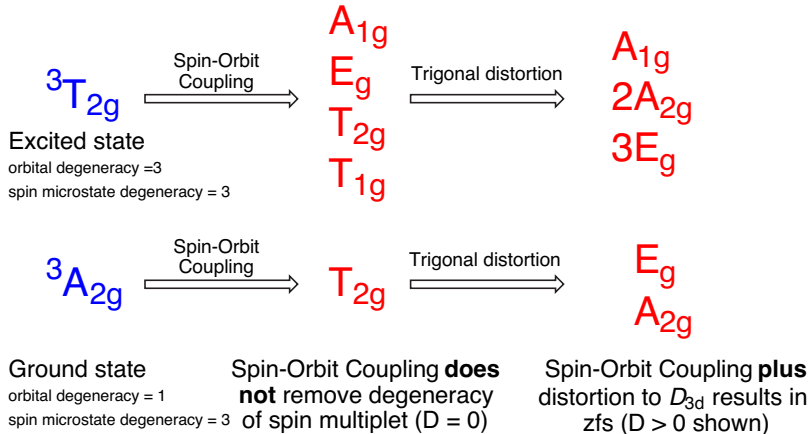 ³T₂g
Excited state
orbital degeneracy =3
spin microstate degeneracy = 3
Spin-Orbit
Coupling
A₁g
Eg
T₂g
T₁g
Trigonal distortion
A₁g
2A₂g
3Eg
³A₂g
Spin-Orbit
Coupling
T₂g
Trigonal distortion
Eg
A₂g
Ground state
orbital degeneracy = 1
spin microstate degeneracy = 3
Spin-Orbit Coupling does
not remove degeneracy
of spin multiplet (D = 0)
Spin-Orbit Coupling plus
distortion to D₃d results in
zfs (D > 0 shown)